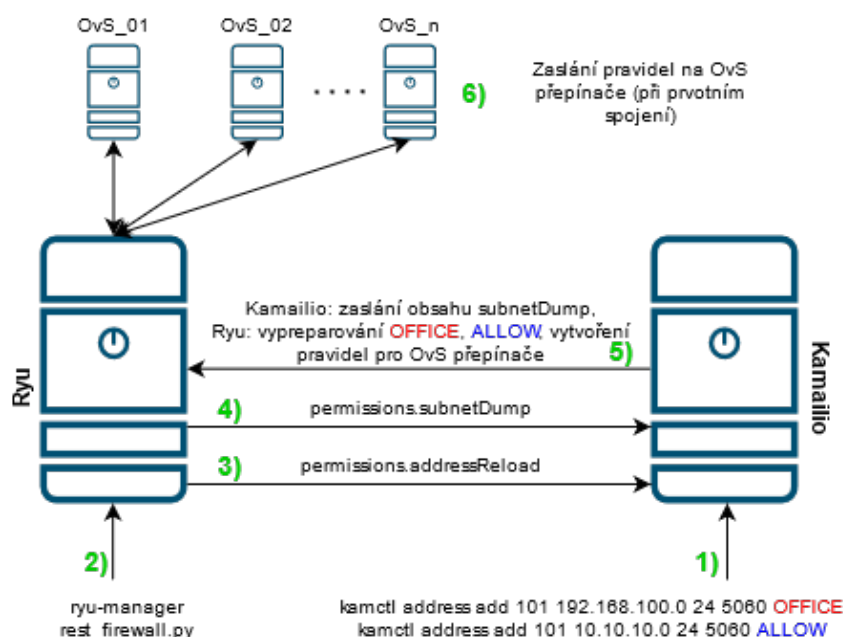 OvS_01
OvS_02
OvS_n
. . . .
6)
Zaslání pravidel na OvS
přepínače (při prvotním
spojení)
Ryu
Kamailio
Kamailio: zaslání obsahu subnetDump,
Ryu: vypreparování OFFICE, ALLOW, vytvoření
pravidel pro OvS přepínače
5)
4)
permissions.subnetDump
3)
permissions.addressReload
2)
1)
ryu-manager
rest_firewall.py
kamctl address add 101 192.168.100.0 24 5060 OFFICE
kamctl address add 101 10.10.10.0 24 5060 ALLOW